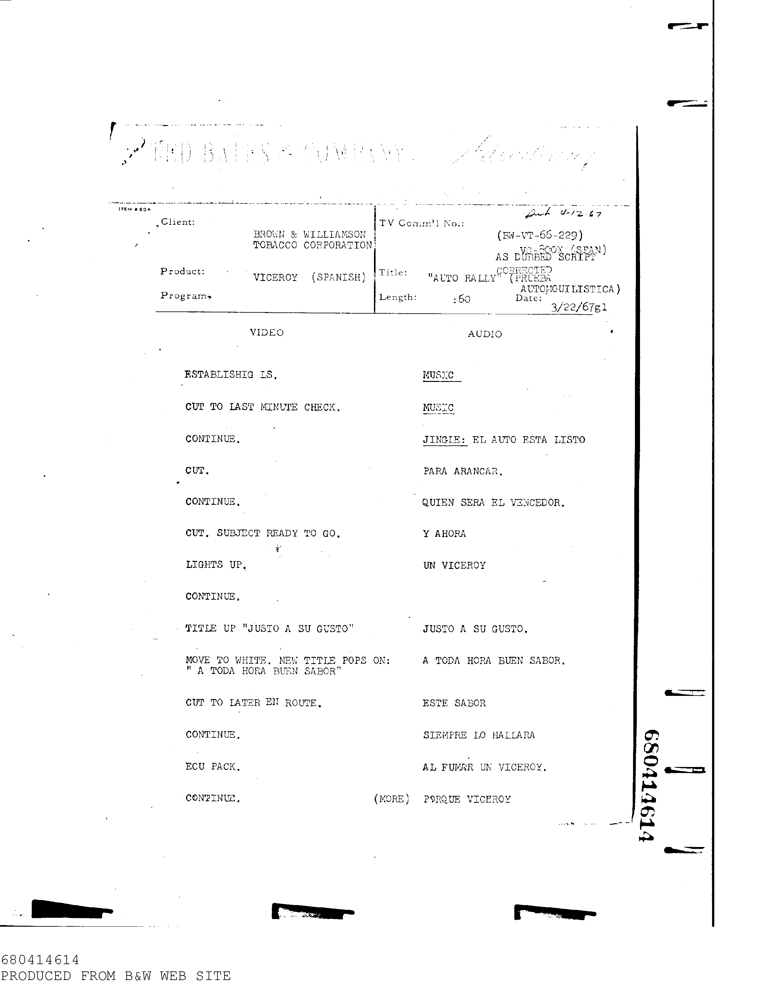 TED BATES & COMPANY.
ITEM #20X
Client:
BROWN & WILLIAMSON
TOBACCO CORPORATION
TV Comm'l No.:
4-12-67
(BW-VT-66-229)
(SPAN)
AS DUBBED SCRIPT
CORRECTED
Product:
VICEROY (SPANISH)
Title:
"AUTO RALLY" (PRUEBA
AUTOMOUILISTICA)
Program:
Length:
:60
Date:
3/22/67gl
VIDEO
AUDIO
ESTABLISHIG LS.
MUSIC
CUT TO LAST MINUTE CHECK.
MUSIC
CONTINUE.
JINGLE: EL AUTO ESTA LISTO
CUT.
PARA ARANCAR.
CONTINUE.
QUIEN SERA EL VENCEDOR.
CUT. SUBJECT READY TO GO.
Y AHORA
LIGHTS UP.
UN VICEROY
CONTINUE.
TITLE UP "JUSTO A SU GUSTO"
JUSTO A SU GUSTO.
MOVE TO WHITE. NEW TITLE POPS ON:
" A TODA HORA BUEN SABOR"
A TODA HORA BUEN SABOR.
CUT TO LATER EN ROUTE.
ESTE SABOR
CONTINUE.
SIEMPRE LO HALLARA
ECU PACK.
AL FUMAR UN VICEROY.
CONTINUE.
(MORE) PORQUE VICEROY
680414614
680414614
PRODUCED FROM B&W WEB SITE